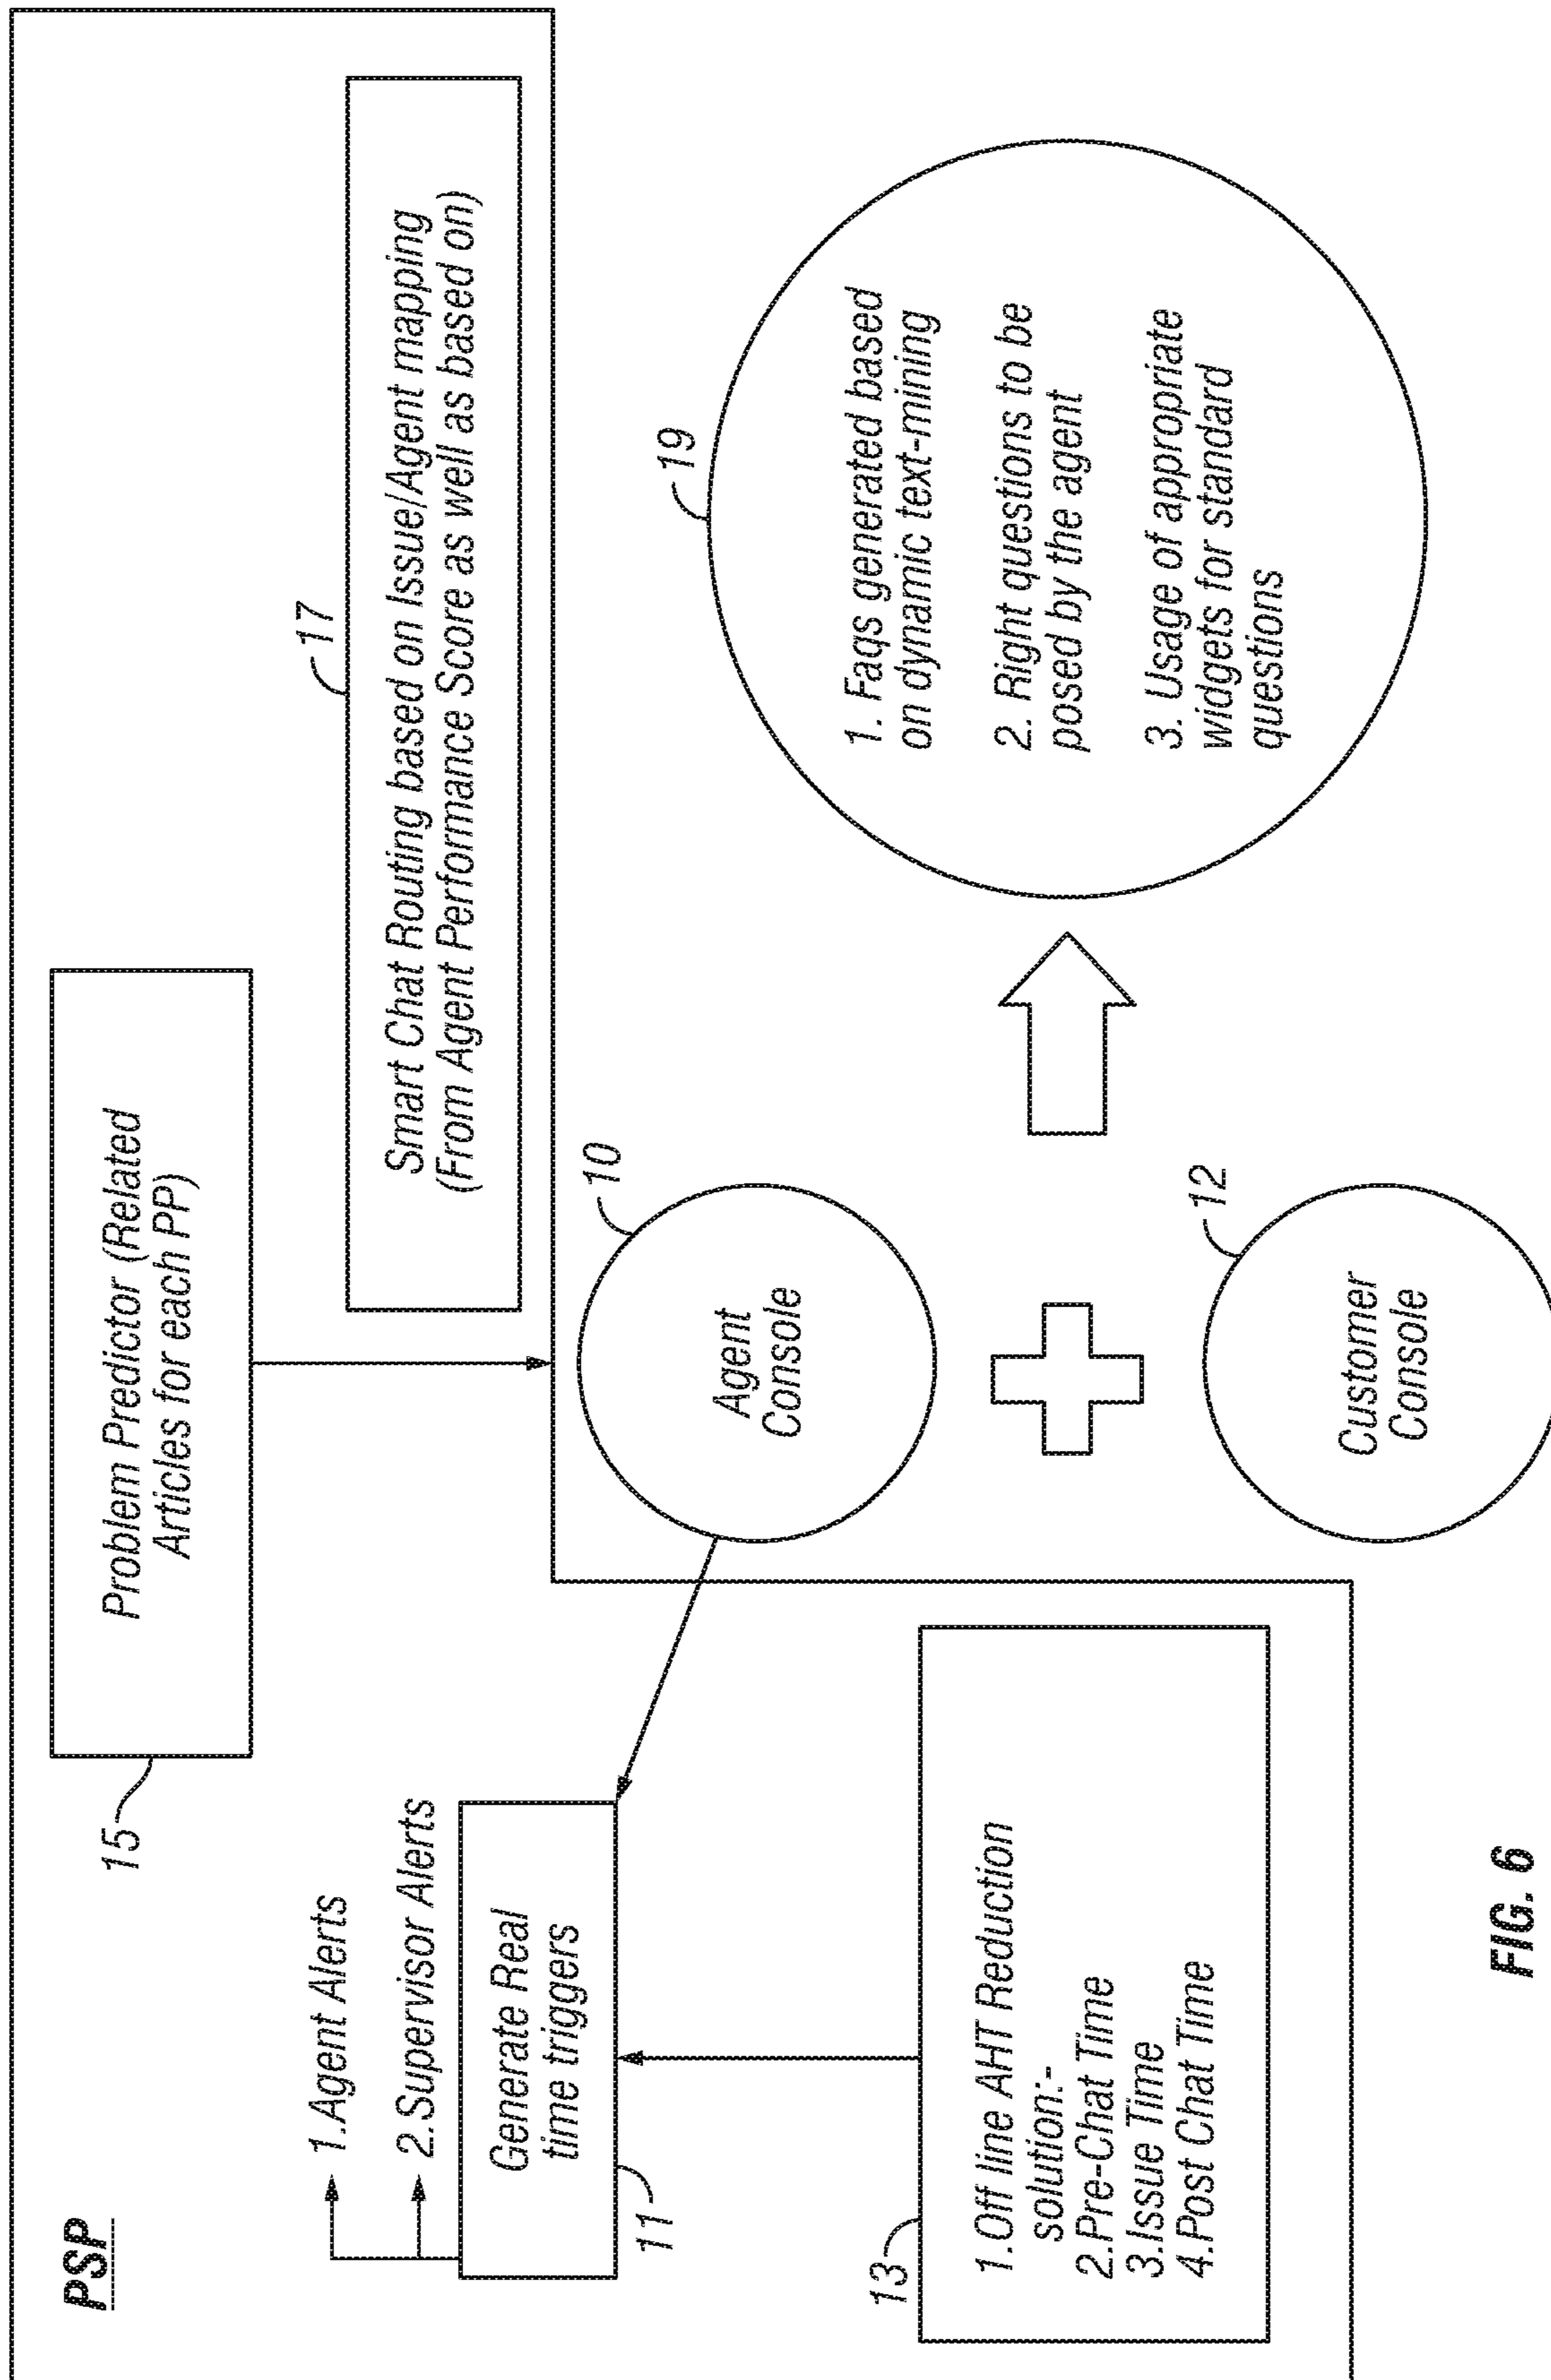 PSP
15
Problem Predictor (Related
Articles for each PP)
17
Smart Chat Routing based on Issue/Agent mapping
(From Agent Performance Score as well as based on)
1.Agent Alerts
2.Supervisor Alerts
Generate Real
time triggers
11
10
Agent
Console
19
1. Faqs generated based
on dynamic text-mining
2. Right questions to be
posed by the agent
3. Usage of appropriate
widgets for standard
questions
13
1.Off line AHT Reduction
solution:-
2.Pre-Chat Time
3.Issue Time
4.Post Chat Time
12
Customer
Console
FIG. 6